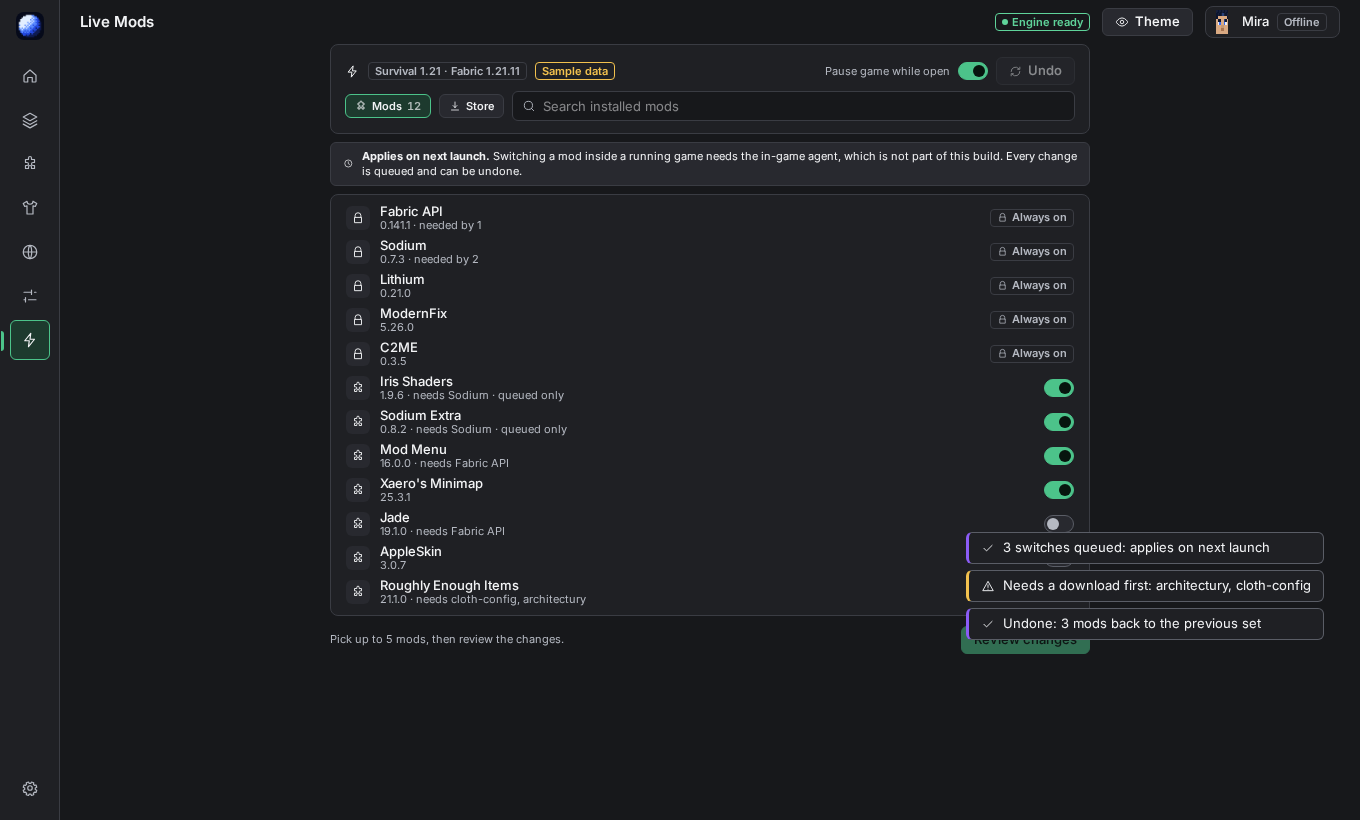 Live Mods
Engine ready
Theme
Mira
Offline
Survival 1.21 · Fabric 1.21.11
Sample data
Pause game while open
Undo
Mods 12
Store
Search installed mods
Applies on next launch. Switching a mod inside a running game needs the in-game agent, which is not part of this build. Every change
is queued and can be undone.
Fabric API
0.141.1 · needed by 1
Always on
Sodium
0.7.3 · needed by 2
Always on
Lithium
0.21.0
Always on
ModernFix
5.26.0
Always on
C2ME
0.3.5
Always on
Iris Shaders
1.9.6 · needs Sodium · queued only
Sodium Extra
0.8.2 · needs Sodium · queued only
Mod Menu
16.0.0 · needs Fabric API
Xaero's Minimap
25.3.1
Jade
19.1.0 · needs Fabric API
AppleSkin
3.0.7
Roughly Enough Items
21.1.0 · needs cloth-config, architectury
3 switches queued: applies on next launch
Needs a download first: architectury, cloth-config
Undone: 3 mods back to the previous set
Pick up to 5 mods, then review the changes.
Review changes